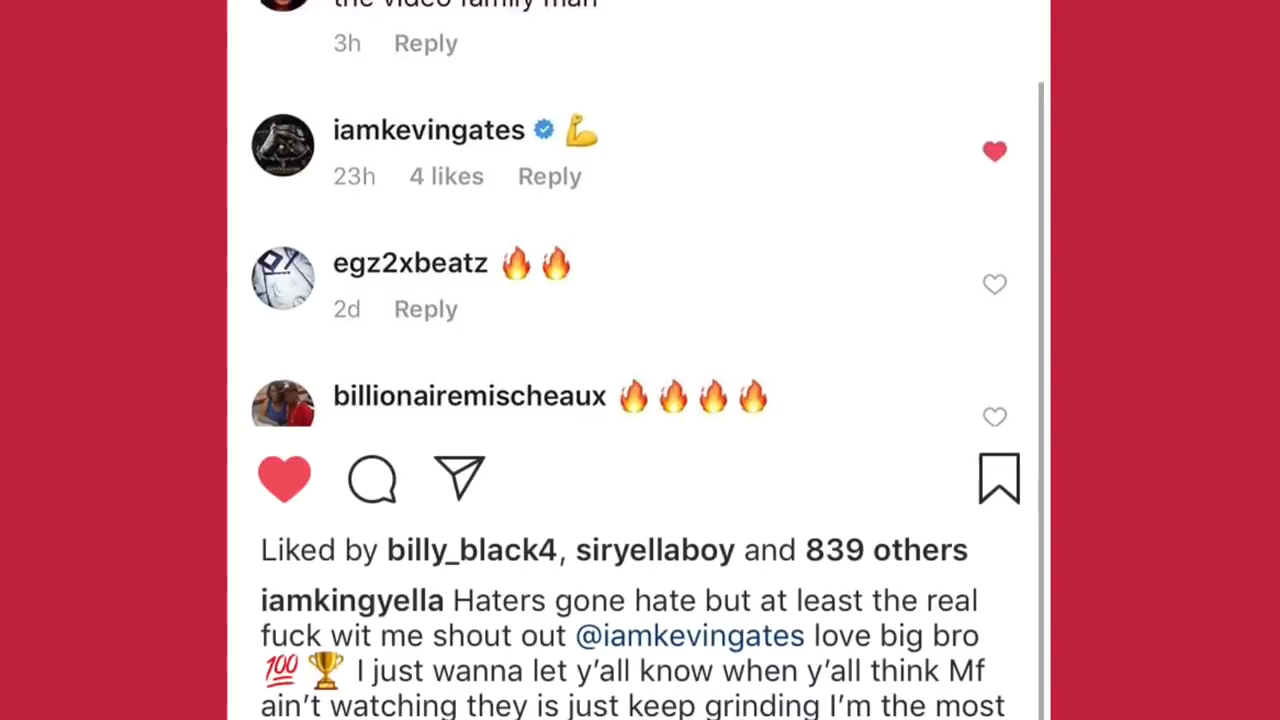 the video family man
3h Reply
iamkevingates 💪
23h 4 likes Reply
egz2xbeatz 🔥 🔥
2d Reply
billionairemischeaux 🔥 🔥 🔥 🔥
Liked by billy_black4, siryellaboy and 839 others
iamkingyella Haters gone hate but at least the real
fuck wit me shout out @iamkevingates love big bro
💯 🏆 I just wanna let y’all know when y’all think Mf
ain’t watching they is just keep grinding I’m the most